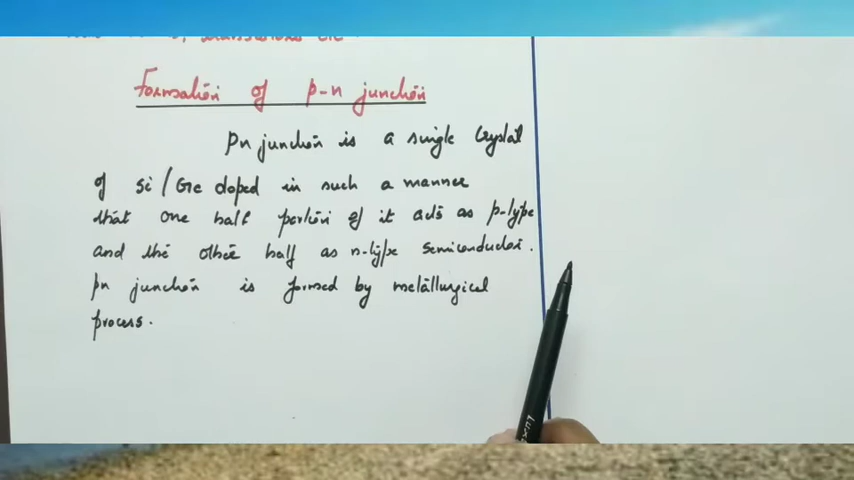 Formation of p-n junction
Pn junction is a single Crystal
of si/Ge doped in such a manner
that one half portion of it acts as p-type
and the other half as n-type semiconductor.
pn junction is formed by metallurgical
process.